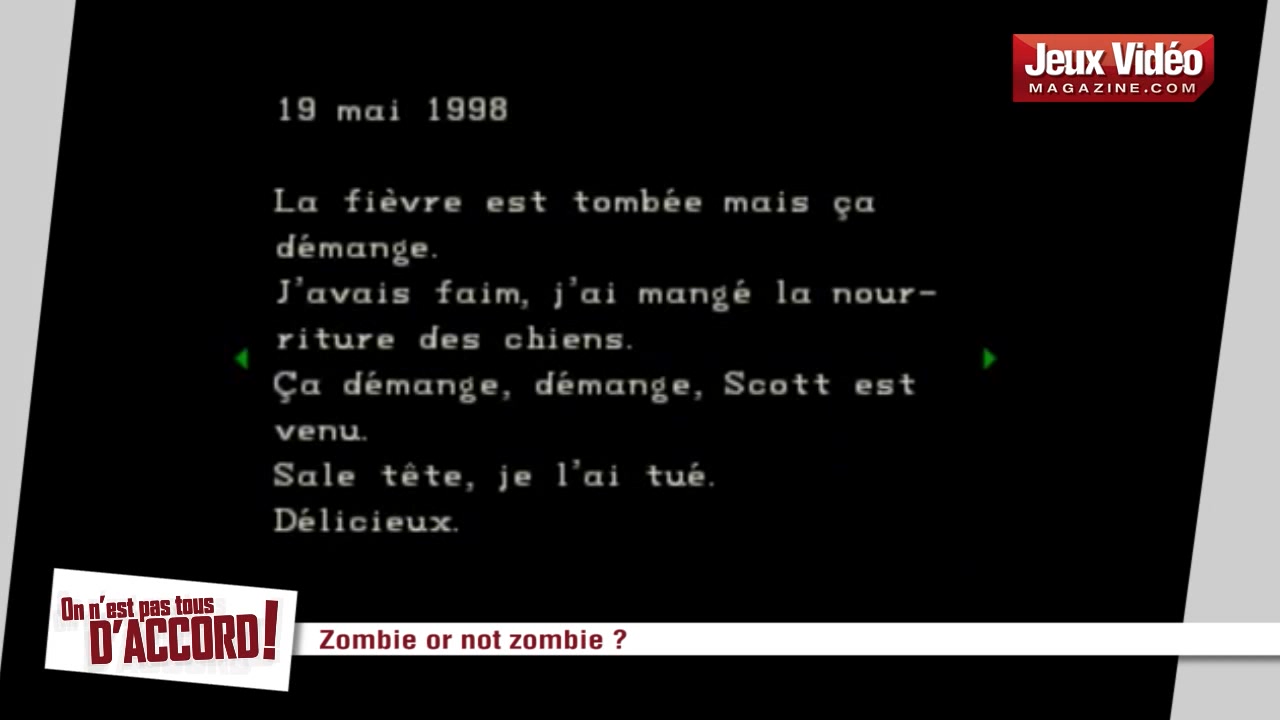 Jeux Vidéo
MAGAZINE.COM
19 mai 1998
La fièvre est tombée mais ça
démange.
J'avais faim, j'ai mangé la nour-
riture des chiens.
Ça démange, démange, Scott est
venu.
Sale tête, je l'ai tué.
Délicieux.
On n'est pas tous
D'ACCORD!
Zombie or not zombie ?